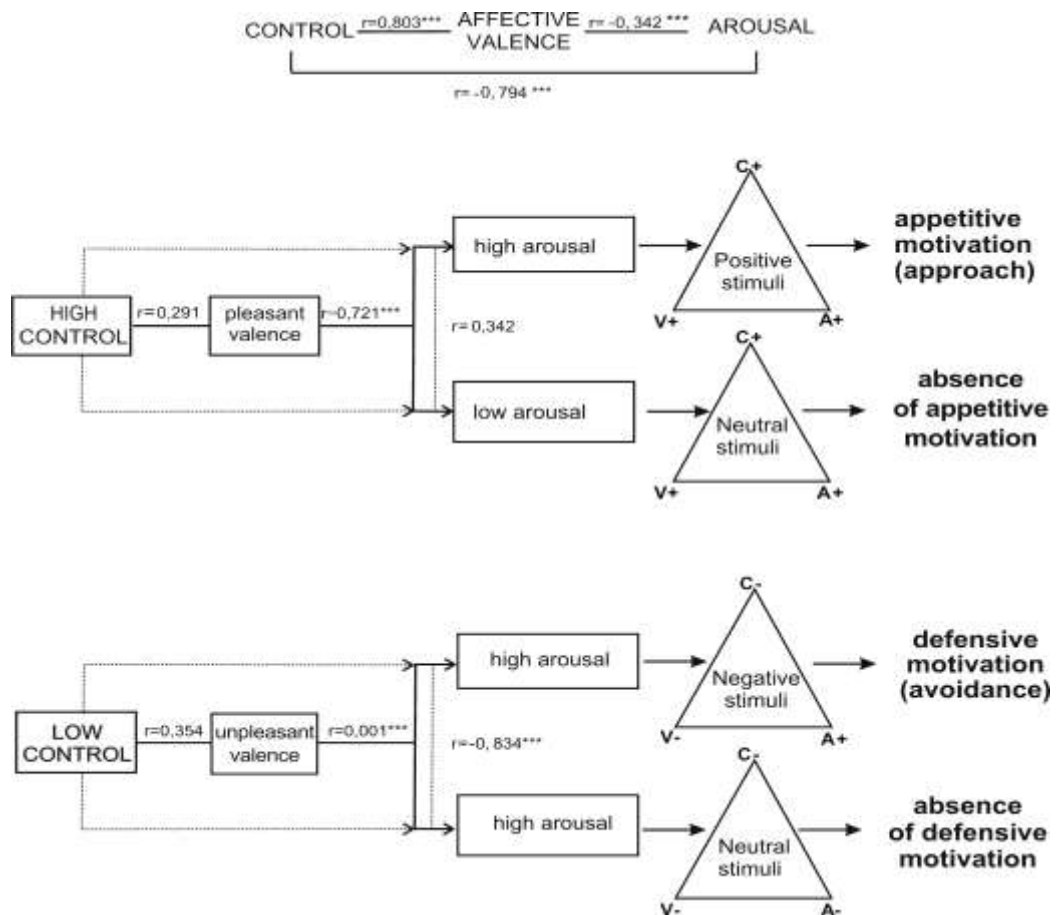 CONTROL r=0,803*** AFFECTIVE VALENCE r= -0, 342 *** AROUSAL
r= -0, 794 ***
C+
high arousal
Positive
stimuli
V+ A+
appetitive
motivation
(approach)
HIGH
CONTROL
r=0,291
pleasant
valence
r=-0,721***
r= 0,342
low arousal
C+
Neutral
stimuli
V+ A+
absence
of appetitive
motivation
C-
high arousal
Negative
stimuli
V- A+
defensive
motivation
(avoidance)
LOW
CONTROL
r=0,354
unpleasant
valence
r=0,001***
r=-0, 834***
high arousal
C-
Neutral
stimuli
V- A-
absence
of defensive
motivation